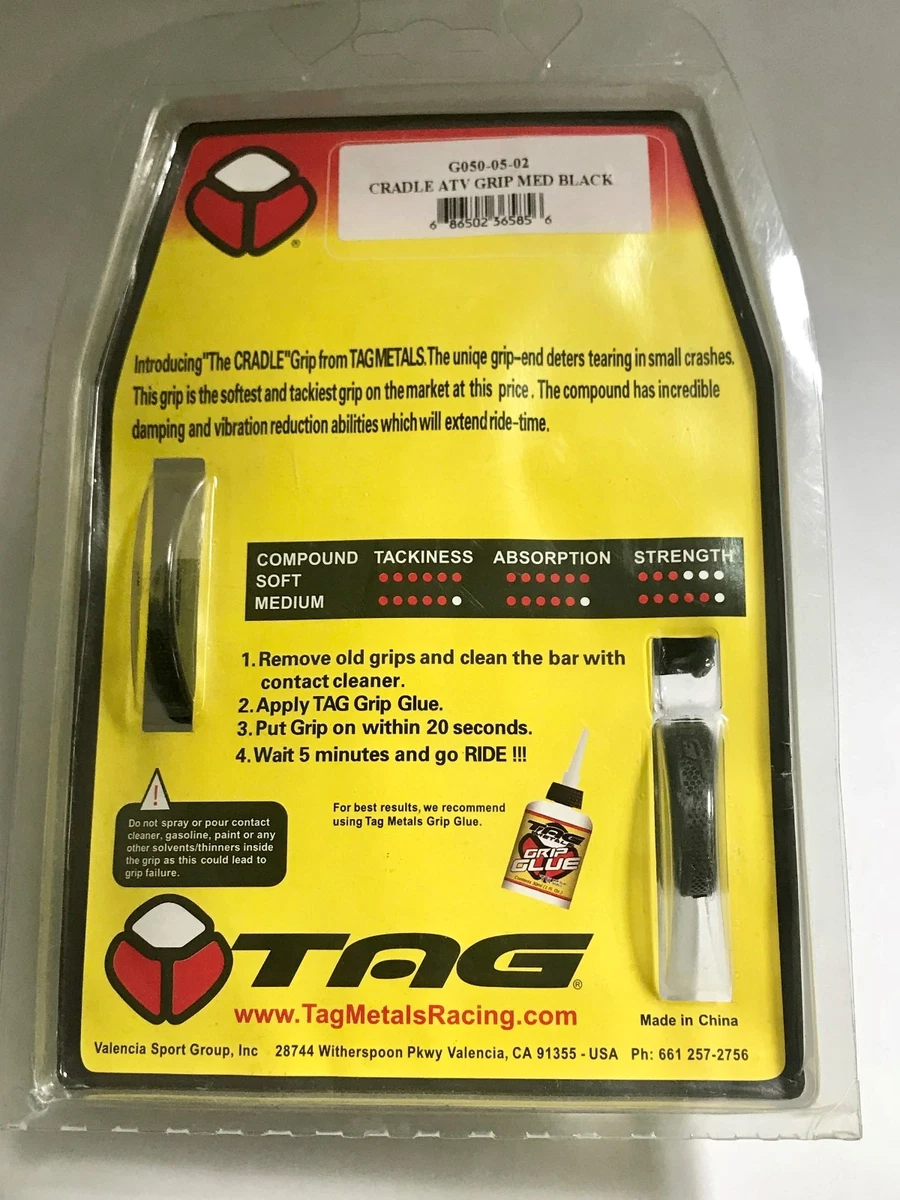 G050-05-02
CRADLE ATV GRIP MED BLACK
6 86502 36585 6
®
Introducing"The CRADLE"Grip from TAGMETALS.The uniqe grip-end deters tearing in small crashes.
This grip is the softest and tackiest grip on the market at this price . The compound has incredible
damping and vibration reduction abilities which will extend ride-time.
COMPOUND TACKINESS ABSORPTION STRENGTH
SOFT
MEDIUM
1.Remove old grips and clean the bar with
contact cleaner.
2.Apply TAG Grip Glue.
3.Put Grip on within 20 seconds.
4.Wait 5 minutes and go RIDE !!!
!
Do not spray or pour contact
cleaner, gasoline, paint or any
other solvents/thinners inside
the grip as this could lead to
grip failure.
For best results, we recommend
using Tag Metals Grip Glue.
TAG
METALS
GRIP
GLUE
TAG®
www.TagMetalsRacing.com
Made in China
Valencia Sport Group, Inc 28744 Witherspoon Pkwy Valencia, CA 91355 - USA Ph: 661 257-2756